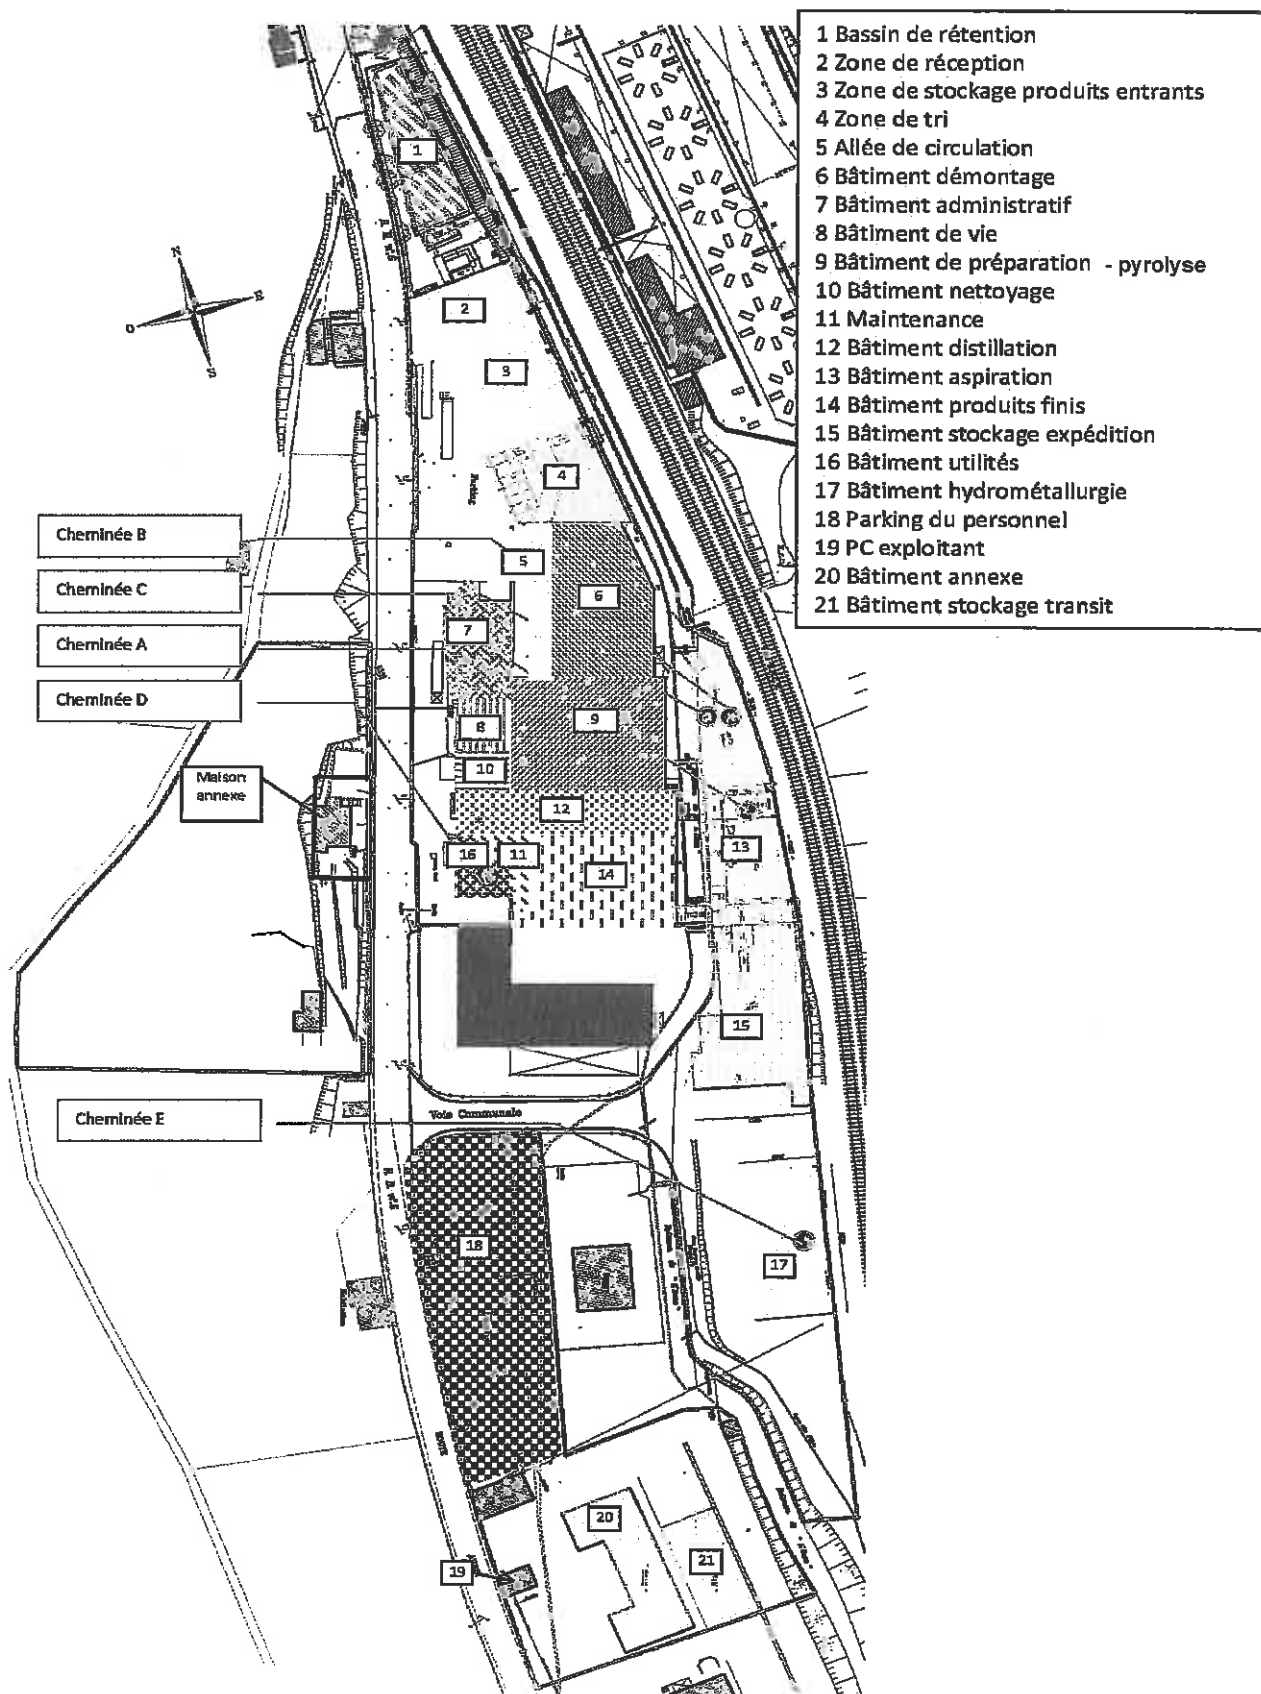 1 Bassin de rétention
2 Zone de réception
3 Zone de stockage produits entrants
4 Zone de tri
5 Allée de circulation
6 Bâtiment démontage
7 Bâtiment administratif
8 Bâtiment de vie
9 Bâtiment de préparation - pyrolyse
10 Bâtiment nettoyage
11 Maintenance
12 Bâtiment distillation
13 Bâtiment aspiration
14 Bâtiment produits finis
15 Bâtiment stockage expédition
16 Bâtiment utilités
17 Bâtiment hydrométallurgie
18 Parking du personnel
19 PC exploitant
20 Bâtiment annexe
21 Bâtiment stockage transit
1
N
E
O
S
2
3
4
Parking
Cheminée B
5
Cheminée C
6
7
Cheminée A
Cheminée D
8
9
10
Maison
annexe
12
16
11
13
14
15
Cheminée E
Voie Communale
18
17
20
19
21